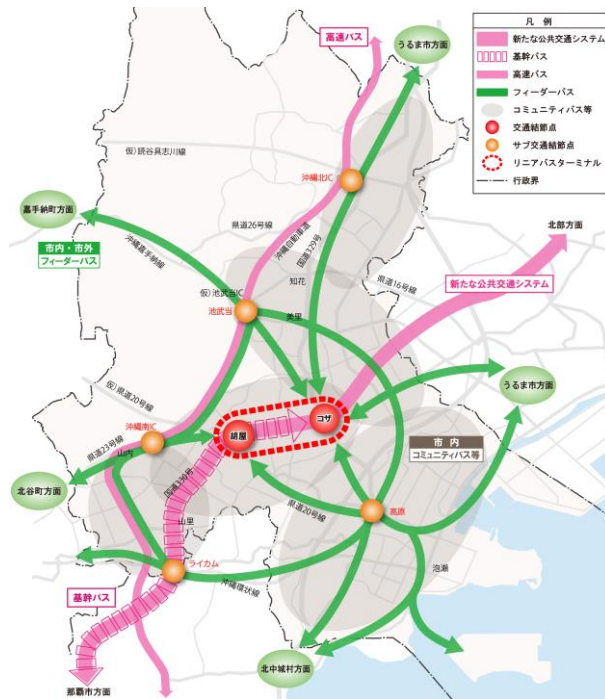 凡 例
新たな公共交通システム
基幹バス
高速バス
フィーダーバス
コミュニティバス等
交通結節点
サブ交通結節点
リニアバスターミナル
行政界
高速バス
うるま市方面
仮）読谷具志川線
沖縄北IC
嘉手納町方面
県道26号線
沖縄自動車道
国道329号
北部方面
市内・市外
フィーダーバス
沖縄嘉手納線
知花
県道16号線
新たな公共交通システム
（仮）池武当IC
池武当
美里
（仮）県道20号線
うるま市方面
コザ
胡屋
沖縄南IC
市 内
コミュニティバス等
県道23号線
山内
国道330号
北谷町方面
県道20号線
高原
山里
泡瀬
ライカム
沖縄環状線
基幹バス
北中城村方面
那覇市方面